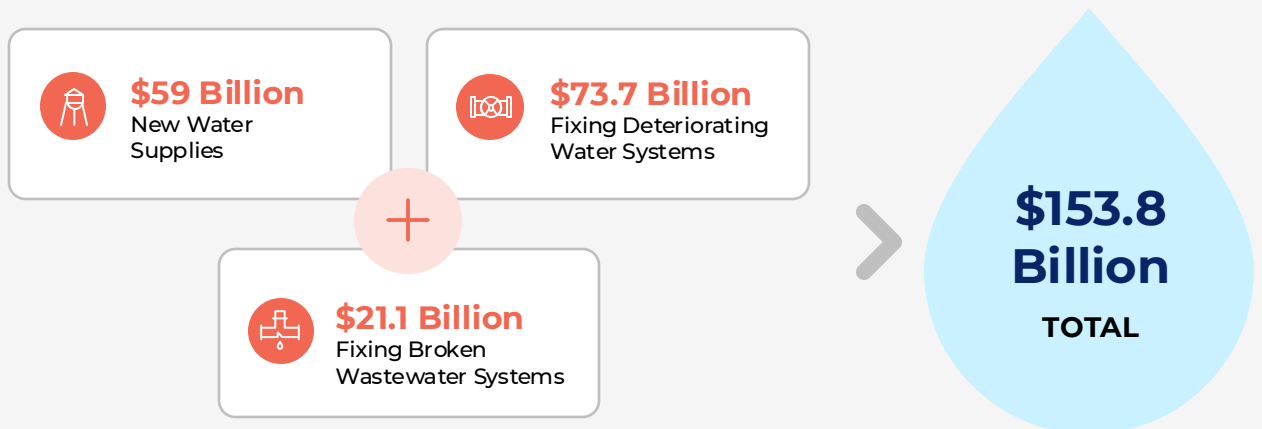 $59 Billion
New Water
Supplies
$73.7 Billion
Fixing Deteriorating
Water Systems
$21.1 Billion
Fixing Broken
Wastewater Systems
$153.8
Billion
TOTAL